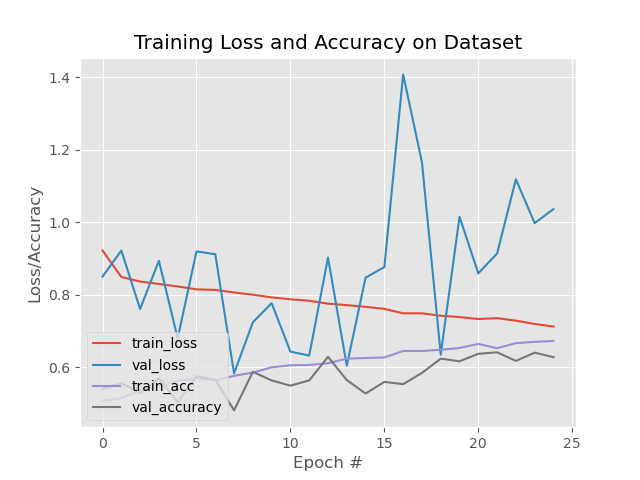 Training Loss and Accuracy on Dataset
1.4
1.2
1.0
0.8
0.6
Loss/Accuracy
train_loss
val_loss
train_acc
val_accuracy
0 5 10 15 20 25
Epoch #